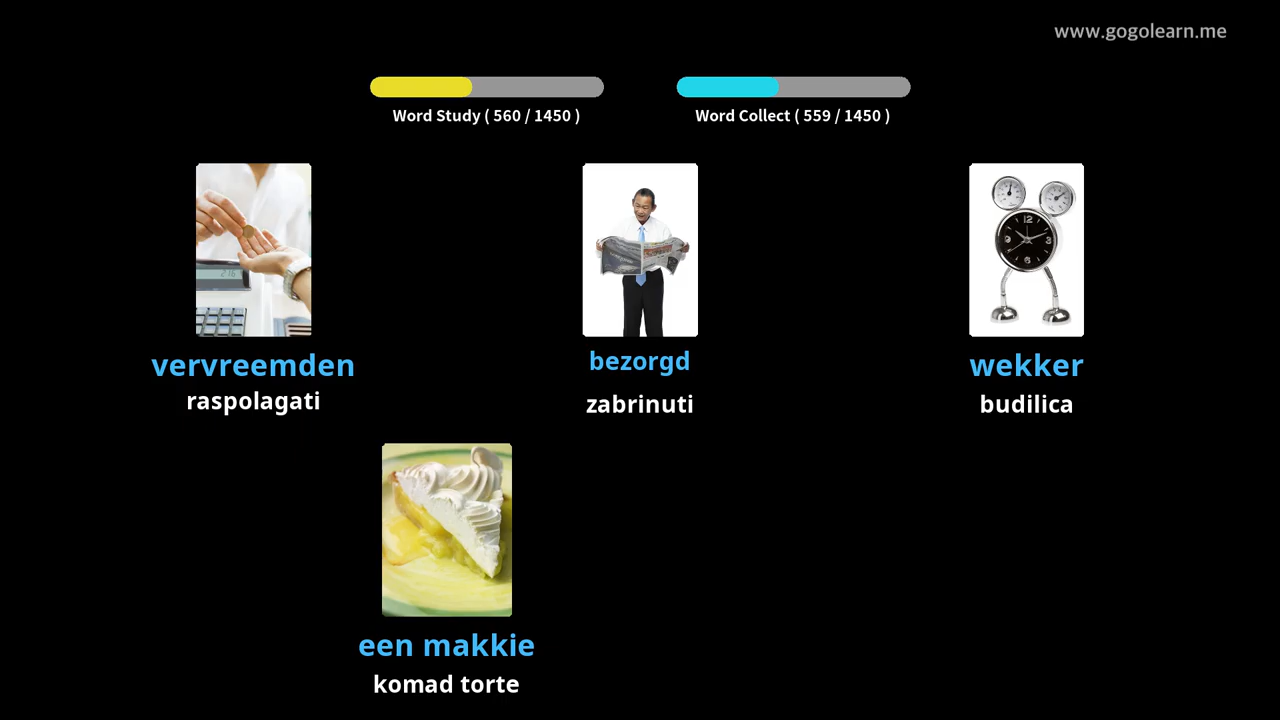 www.gogolearn.me
Word Study ( 560 / 1450 )
Word Collect ( 559 / 1450 )
vervreemden
raspolagati
bezorgd
zabrinuti
wekker
budilica
een makkie
komad torte